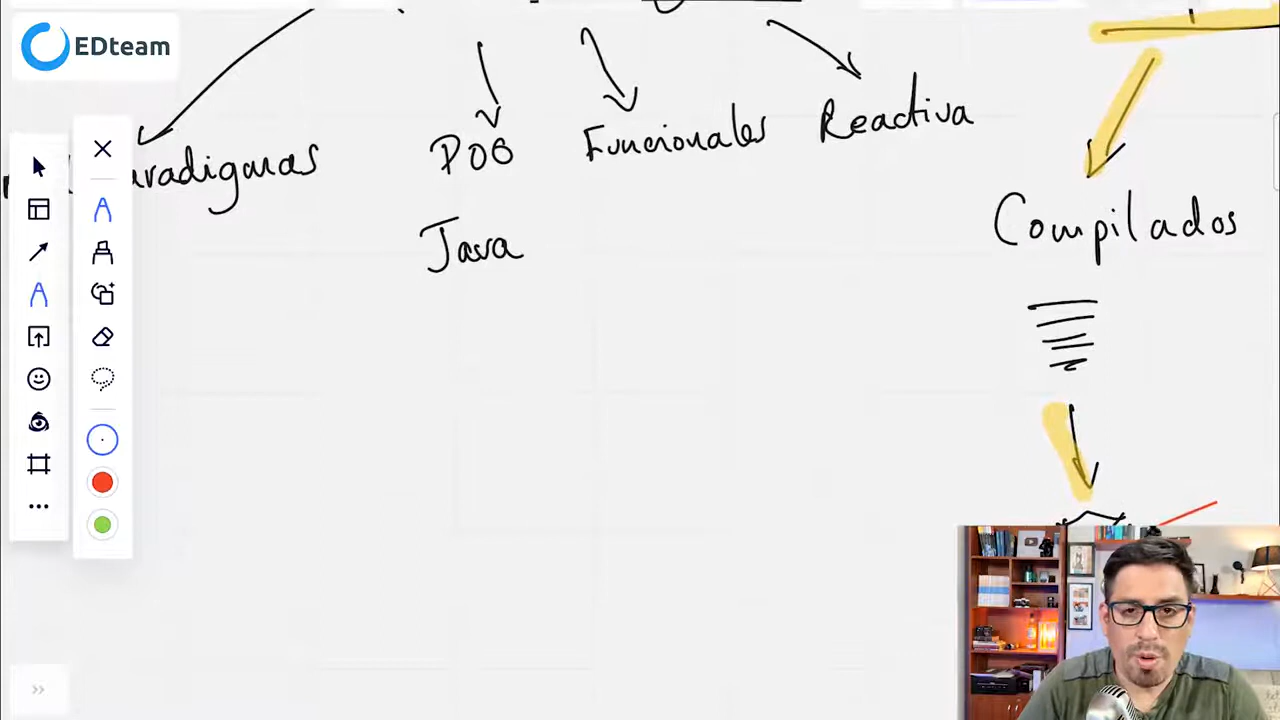 EDteam
Paradigmas
POO
Funcionales
Reactiva
Java
Compilados